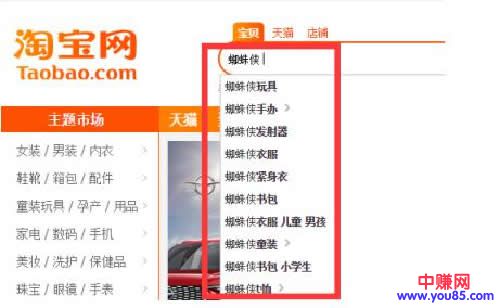 淘宝网
Taobao.com
宝贝 天猫 店铺
蜘蛛侠
主题市场
天猫
蜘蛛侠玩具
蜘蛛侠手办
蜘蛛侠发射器
蜘蛛侠衣服
蜘蛛侠紧身衣
蜘蛛侠书包
蜘蛛侠衣服 儿童 男孩
蜘蛛侠童装
蜘蛛侠书包 小学生
蜘蛛侠t恤
女装 / 男装 / 内衣
鞋靴 / 箱包 / 配件
童装玩具 / 孕产 / 用品
家电 / 数码 / 手机
美妆 / 洗护 / 保健品
珠宝 / 眼镜 / 手表
中赚网
www.you85.com